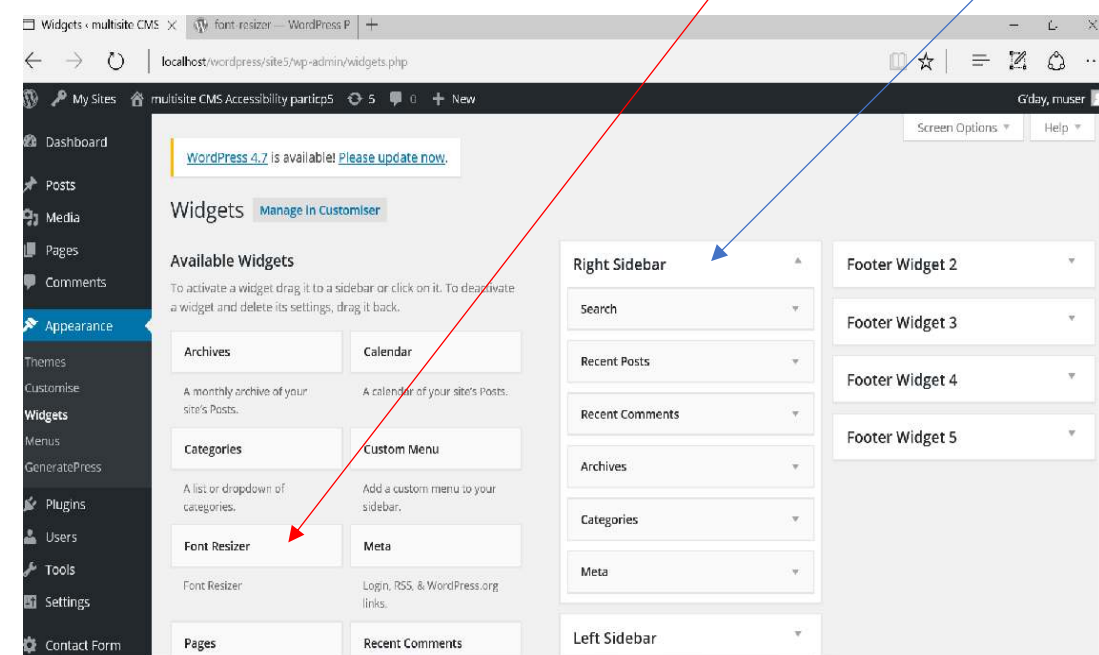 Widgets ‹ multisite CMS
font-resizer — WordPress P
localhost/wordpress/site5/wp-admin/widgets.php
My Sites multisite CMS Accessibility particp5 5 0 + New G'day, muser
Screen Options Help
Dashboard
Posts
Media
Pages
Comments
Appearance
Themes
Customise
Widgets
Menus
GeneratePress
Plugins
Users
Tools
Settings
Contact Form
WordPress 4.7 is available! Please update now.
Widgets Manage in Customiser
Available Widgets
To activate a widget drag it to a sidebar or click on it. To deactivate
a widget and delete its settings, drag it back.
Archives
A monthly archive of your
site's Posts.
Calendar
A calendar of your site's Posts.
Categories
A list or dropdown of
categories.
Custom Menu
Add a custom menu to your
sidebar.
Font Resizer
Font Resizer
Meta
Login, RSS, & WordPress.org
links.
Pages
Recent Comments
Right Sidebar
Search
Recent Posts
Recent Comments
Archives
Categories
Meta
Left Sidebar
Footer Widget 2
Footer Widget 3
Footer Widget 4
Footer Widget 5